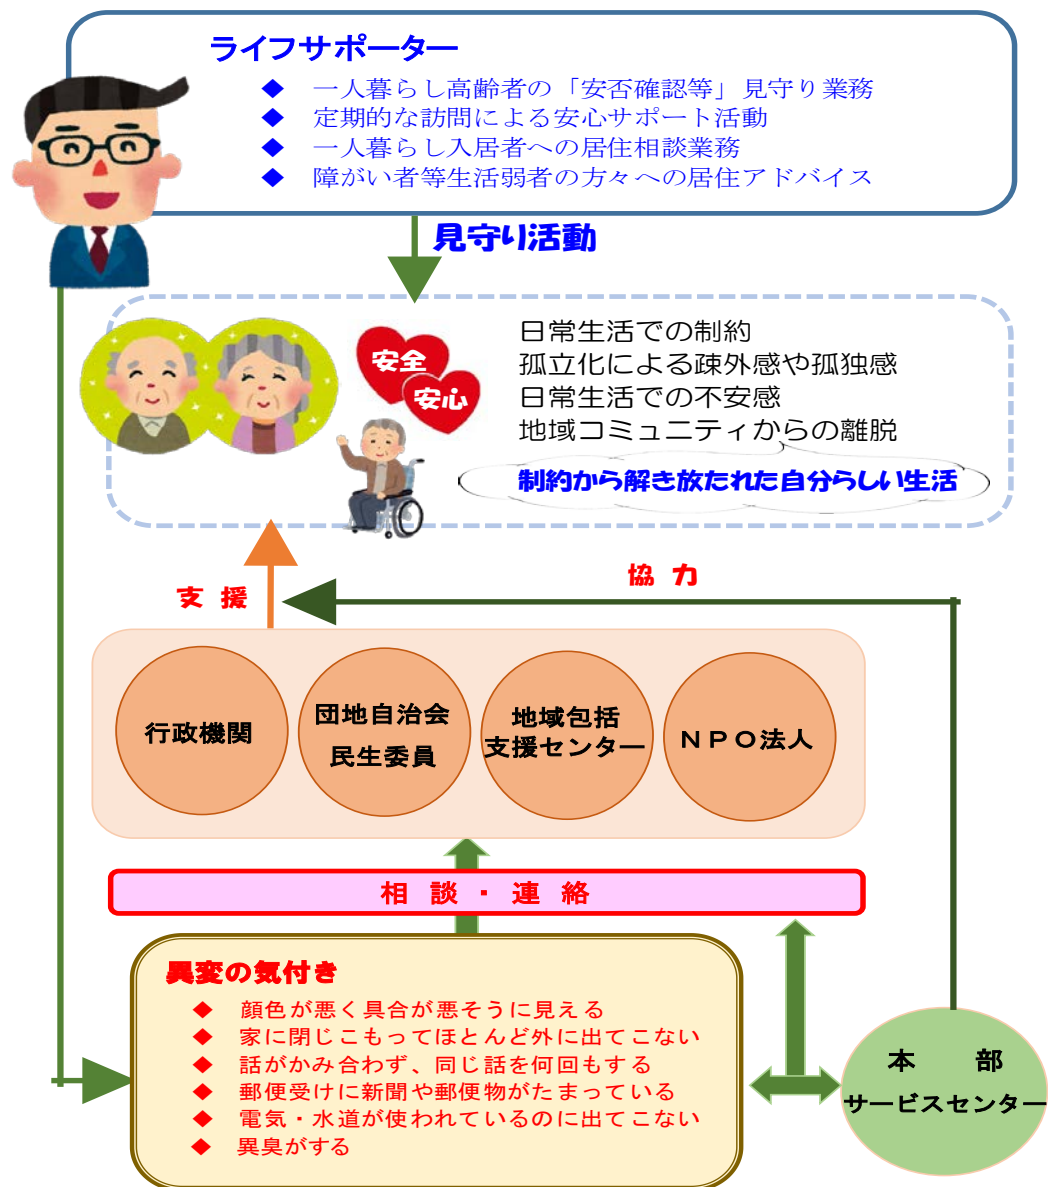 ライフサポーター
◆ 一人暮らし高齢者の「安否確認等」見守り業務
◆ 定期的な訪問による安心サポート活動
◆ 一人暮らし入居者への居住相談業務
◆ 障がい者等生活弱者の方々への居住アドバイス
見守り活動
安全
安心
日常生活での制約
孤立化による疎外感や孤独感
日常生活での不安感
地域コミュニティからの離脱
制約から解き放たれた自分らしい生活
支 援
協 力
行政機関
団地自治会
民生委員
地域包括
支援センター
ＮＰＯ法人
相 談 ・ 連 絡
異変の気付き
◆ 顔色が悪く具合が悪そうに見える
◆ 家に閉じこもってほとんど外に出てこない
◆ 話がかみ合わず、同じ話を何回もする
◆ 郵便受けに新聞や郵便物がたまっている
◆ 電気・水道が使われているのに出てこない
◆ 異臭がする
本 部
サービスセンター